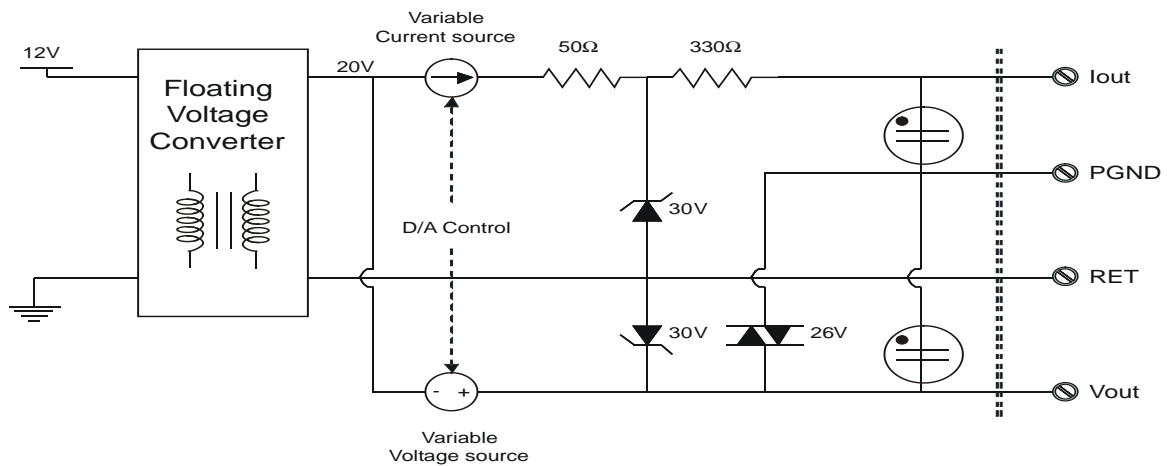 Variable
Current source
12V
50Ω
330Ω
20V
Iout
Floating
Voltage
Converter
PGND
30V
D/A Control
RET
30V
26V
- +
Vout
Variable
Voltage source